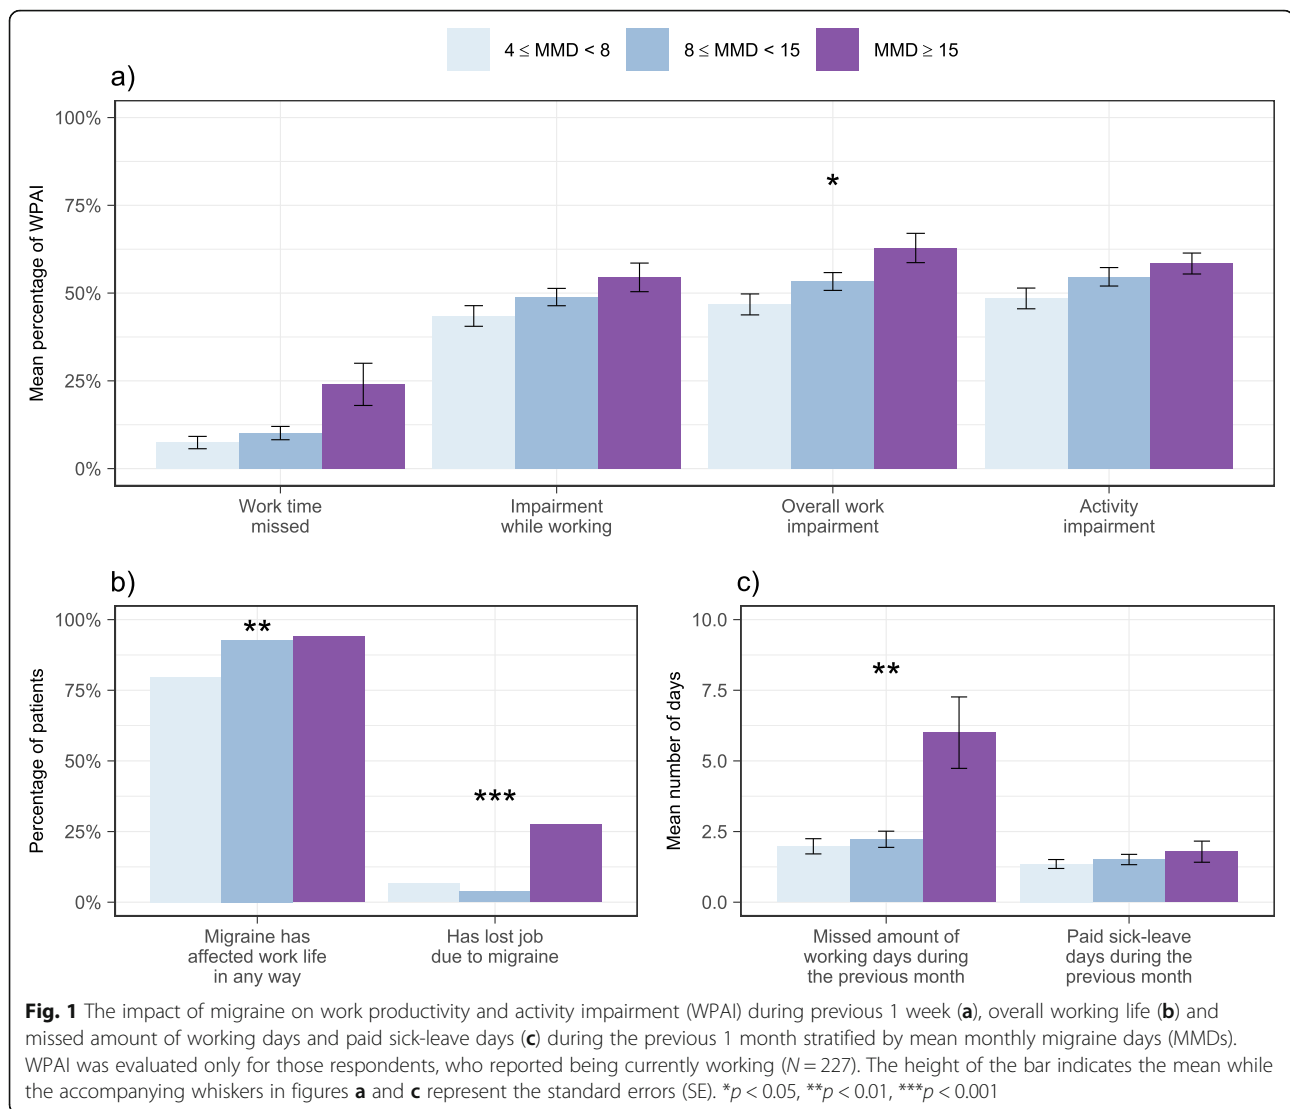 4 ≤ MMD < 8 8 ≤ MMD < 15 MMD ≥ 15
a)
Mean percentage of WPAI
100%
75%
50%
25%
0%
*
Work time
missed
Impairment
while working
Overall work
impairment
Activity
impairment
b)
Percentage of patients
100%
75%
50%
25%
0%
**
***
Migraine has
affected work life
in any way
Has lost job
due to migraine
c)
Mean number of days
10.0
7.5
5.0
2.5
0.0
**
Missed amount of
working days during
the previous month
Paid sick-leave
days during the
previous month
Fig. 1 The impact of migraine on work productivity and activity impairment (WPAI) during previous 1 week (a), overall working life (b) and
missed amount of working days and paid sick-leave days (c) during the previous 1 month stratified by mean monthly migraine days (MMDs).
WPAI was evaluated only for those respondents, who reported being currently working (N = 227). The height of the bar indicates the mean while
the accompanying whiskers in figures a and c represent the standard errors (SE). *p < 0.05, **p < 0.01, ***p < 0.001